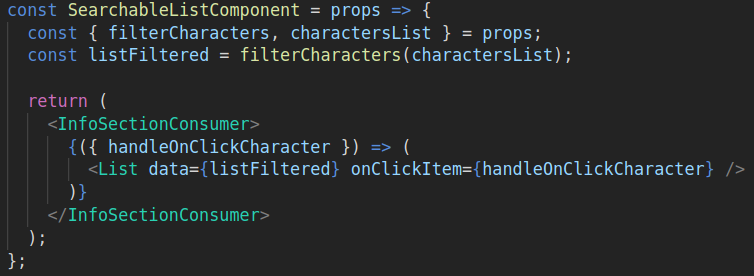 const SearchableListComponent = props => {
  const { filterCharacters, charactersList } = props;
  const listFiltered = filterCharacters(charactersList);

  return (
    <InfoSectionConsumer>
      {({ handleOnClickCharacter }) => (
        <List data={listFiltered} onClickItem={handleOnClickCharacter} />
      )}
    </InfoSectionConsumer>
  );
};